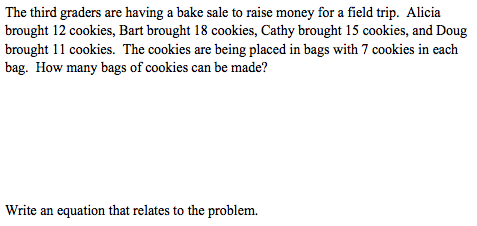 The third graders are having a bake sale to raise money for a field trip.  Alicia
brought 12 cookies, Bart brought 18 cookies, Cathy brought 15 cookies, and Doug
brought 11 cookies.  The cookies are being placed in bags with 7 cookies in each
bag.  How many bags of cookies can be made?
Write an equation that relates to the problem.